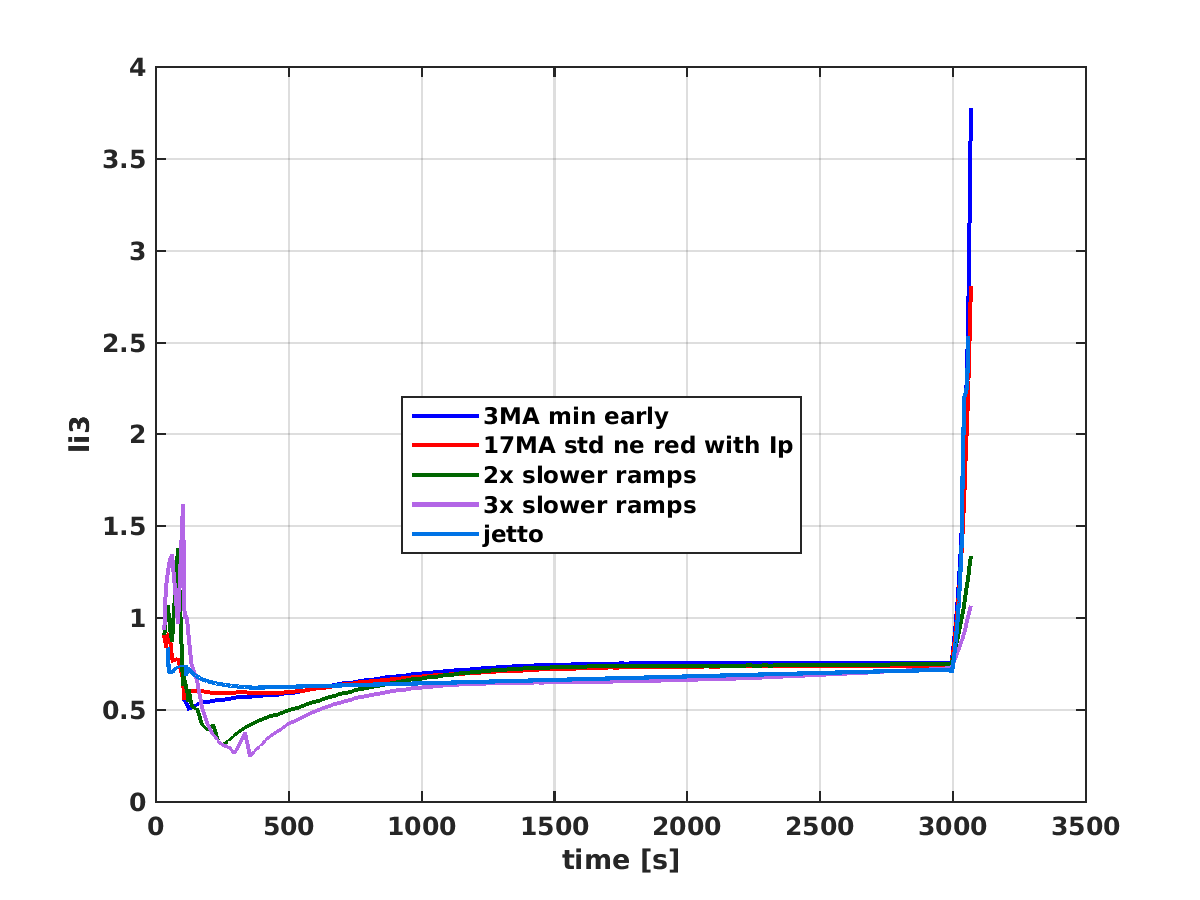 4
3.5
3
2.5
2
1.5
1
0.5
0
li3
3MA min early
17MA std ne red with Ip
2x slower ramps
3x slower ramps
jetto
0 500 1000 1500 2000 2500 3000 3500
time [s]